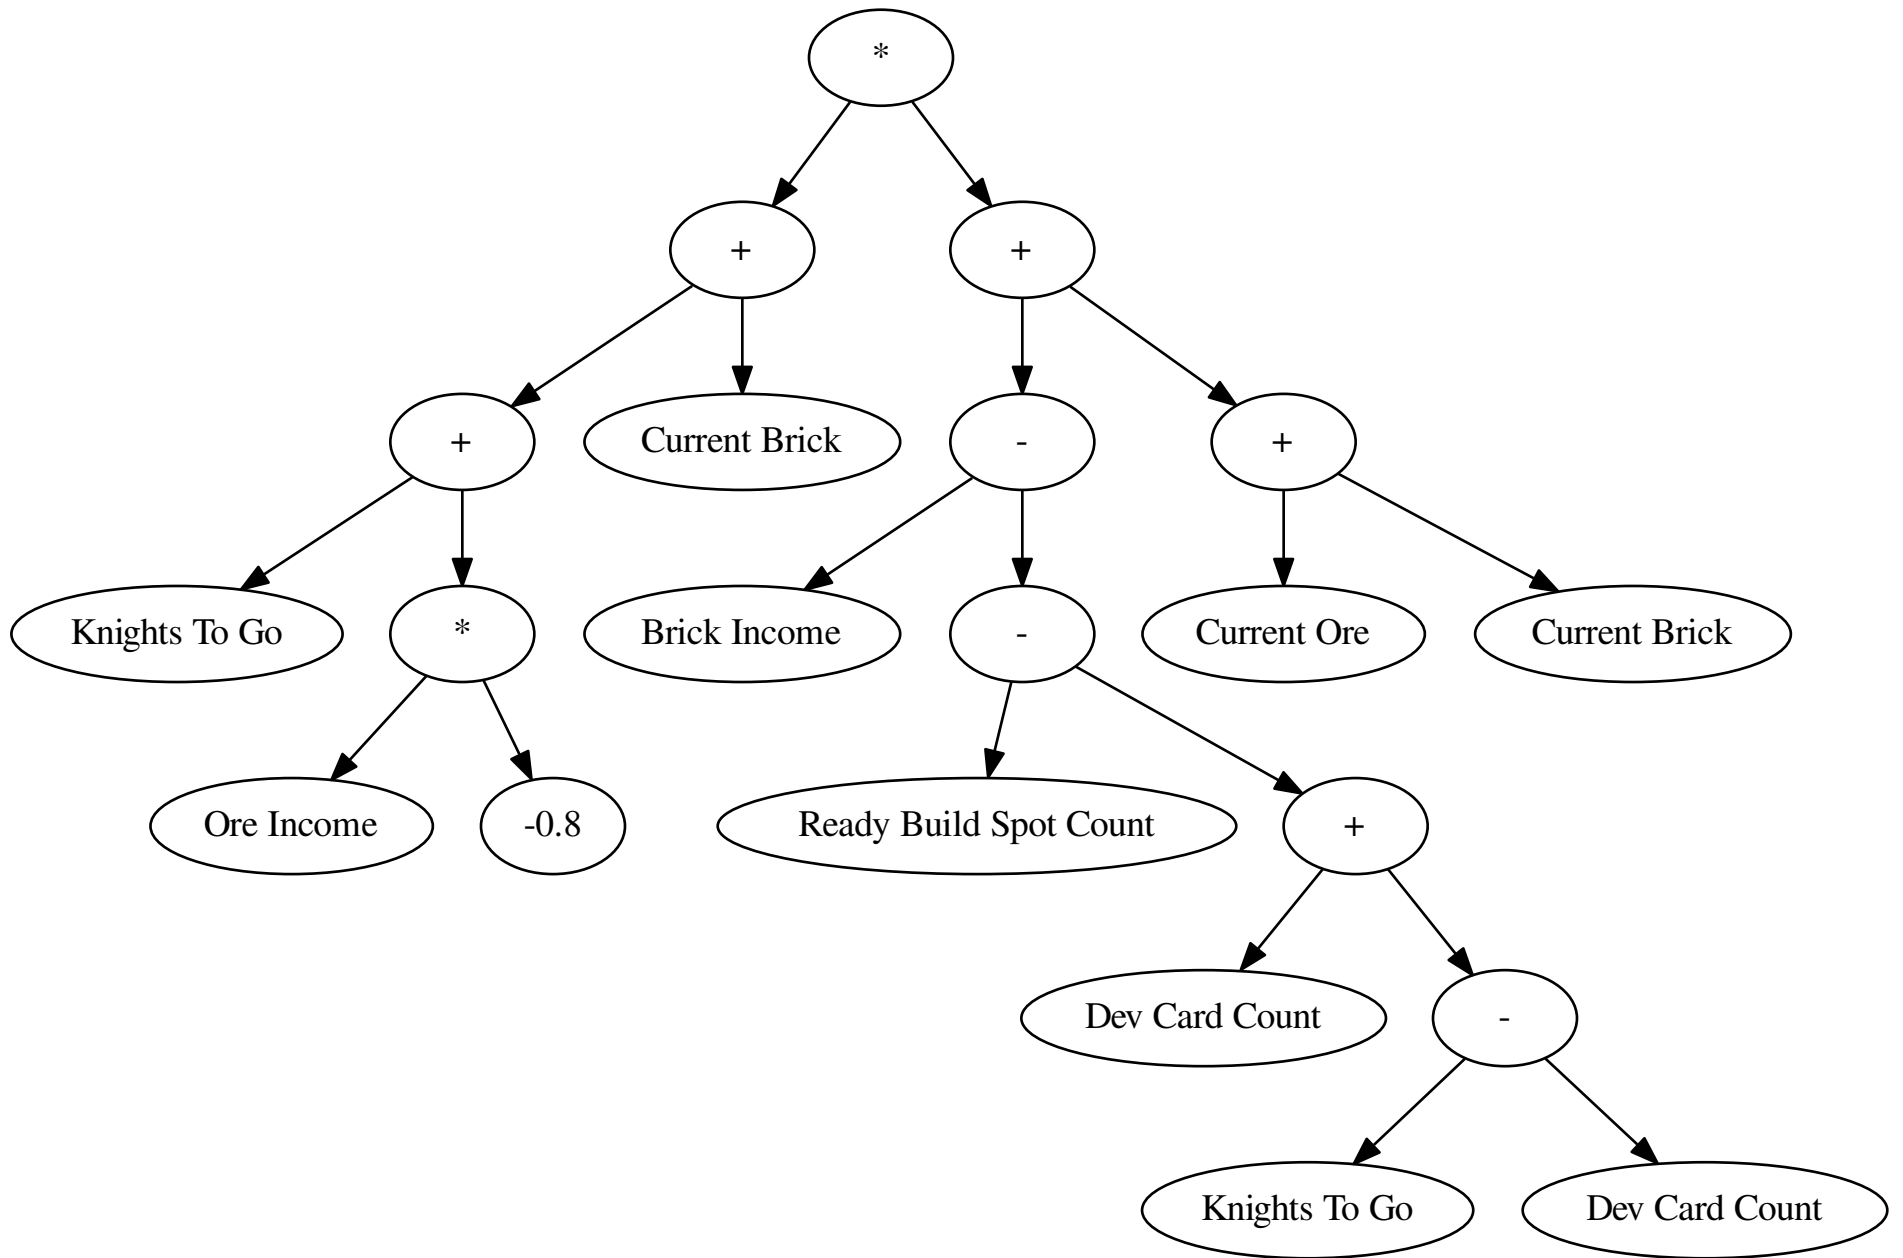 *
+
+
+
Current Brick
-
+
Knights To Go
*
Brick Income
-
Current Ore
Current Brick
Ore Income
-0.8
Ready Build Spot Count
+
Dev Card Count
-
Knights To Go
Dev Card Count